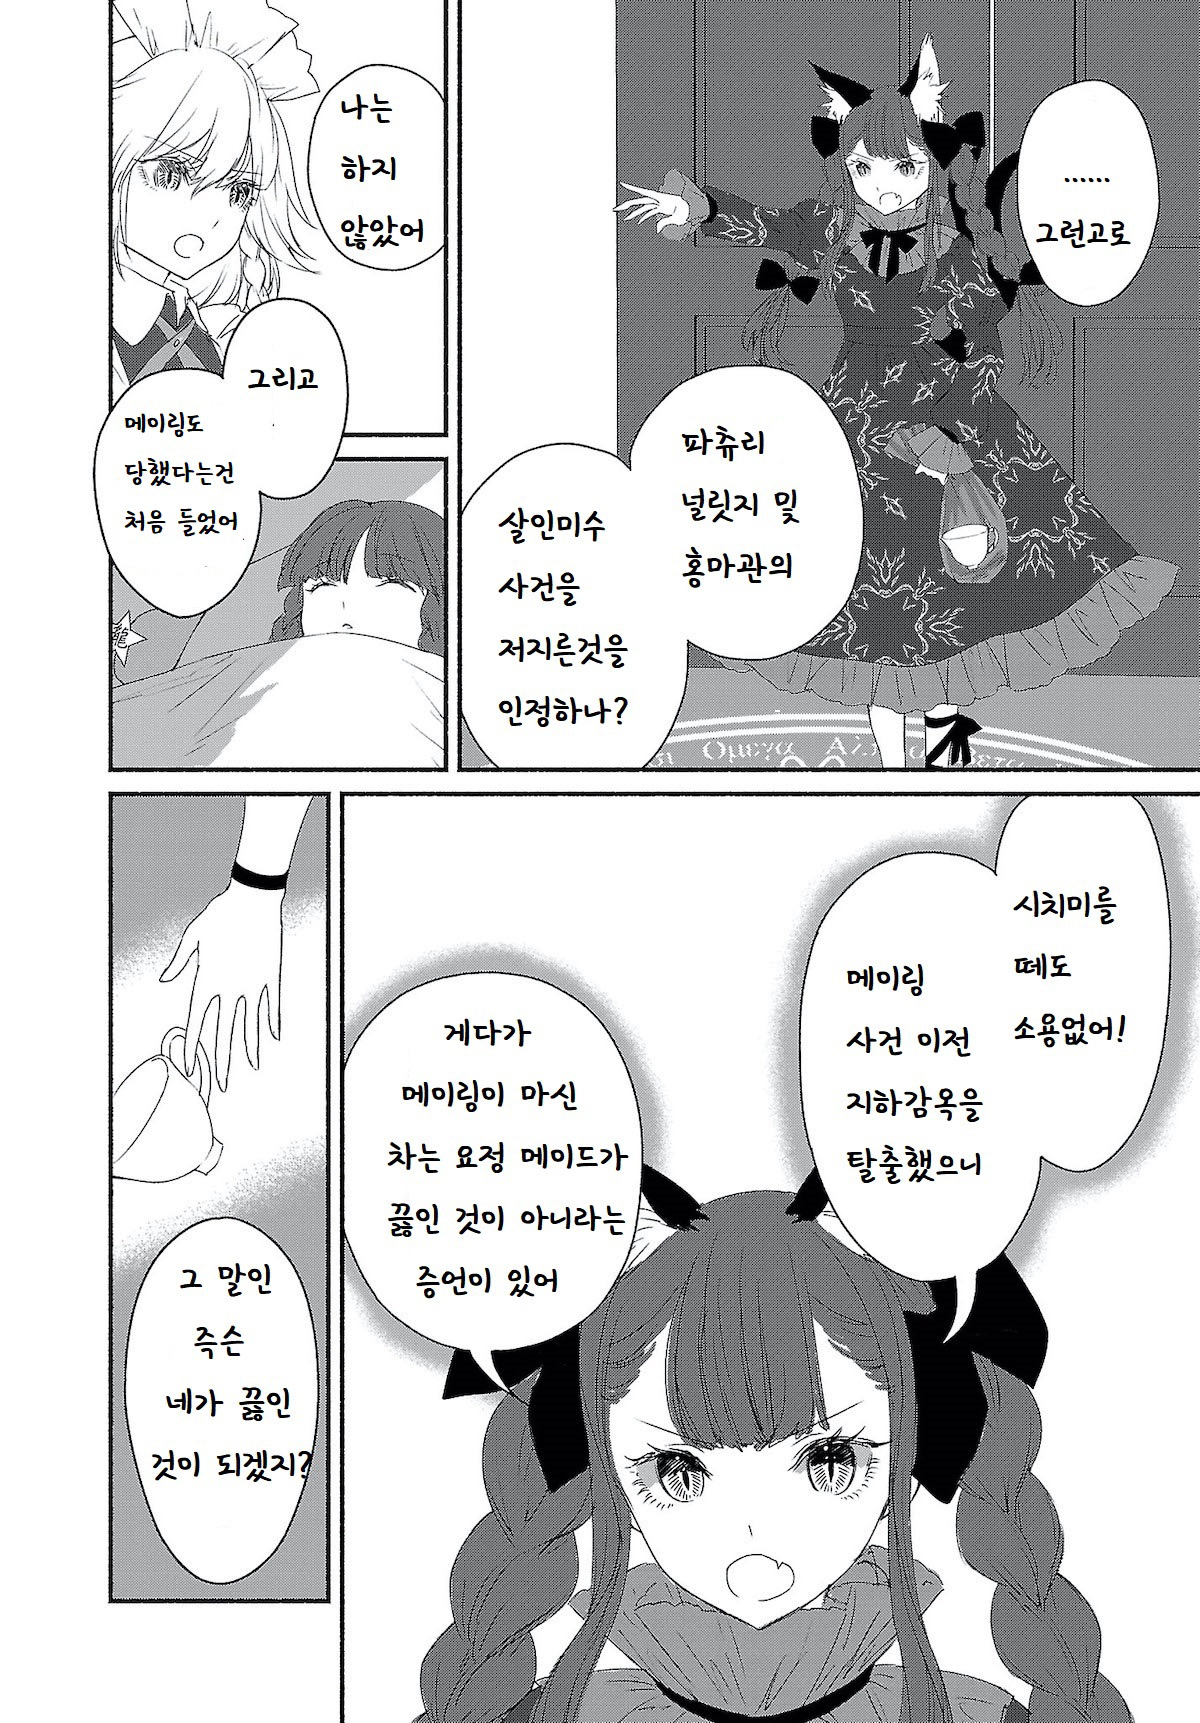 ……
그런고로
파츄리
널릿지 및
홍마관의
살인미수
사건을
저지른것을
인정하나?
나는
하지
않았어
그리고
메이링도
당했다는건
처음 들었어
龍
시치미를
떼도
소용없어!
메이링
사건 이전
지하감옥을
탈출했으니
게다가
메이링이 마신
차는 요정 메이드가
끓인 것이 아니라는
증언이 있어
그 말인
즉슨
네가 끓인
것이 되겠지?